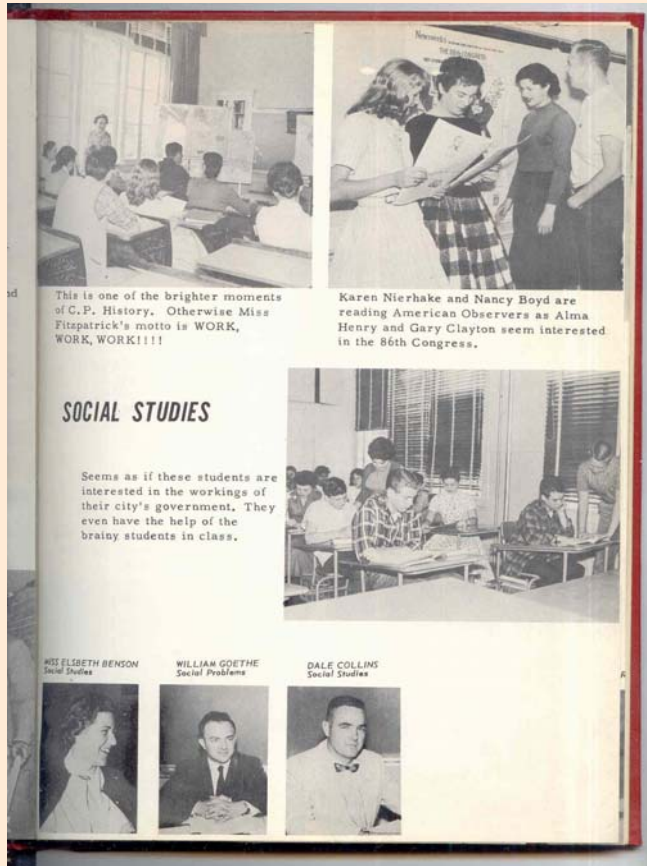 Newsweek
THE 86th CONGRESS
This is one of the brighter moments
of C.P. History. Otherwise Miss
Fitzpatrick's motto is WORK,
WORK, WORK!!!!
Karen Nierhake and Nancy Boyd are
reading American Observers as Alma
Henry and Gary Clayton seem interested
in the 86th Congress.
SOCIAL STUDIES
Seems as if these students are
interested in the workings of
their city's government. They
even have the help of the
brainy students in class.
MISS ELSBETH BENSON
Social Studies
WILLIAM GOETHE
Social Problems
DALE COLLINS
Social Studies